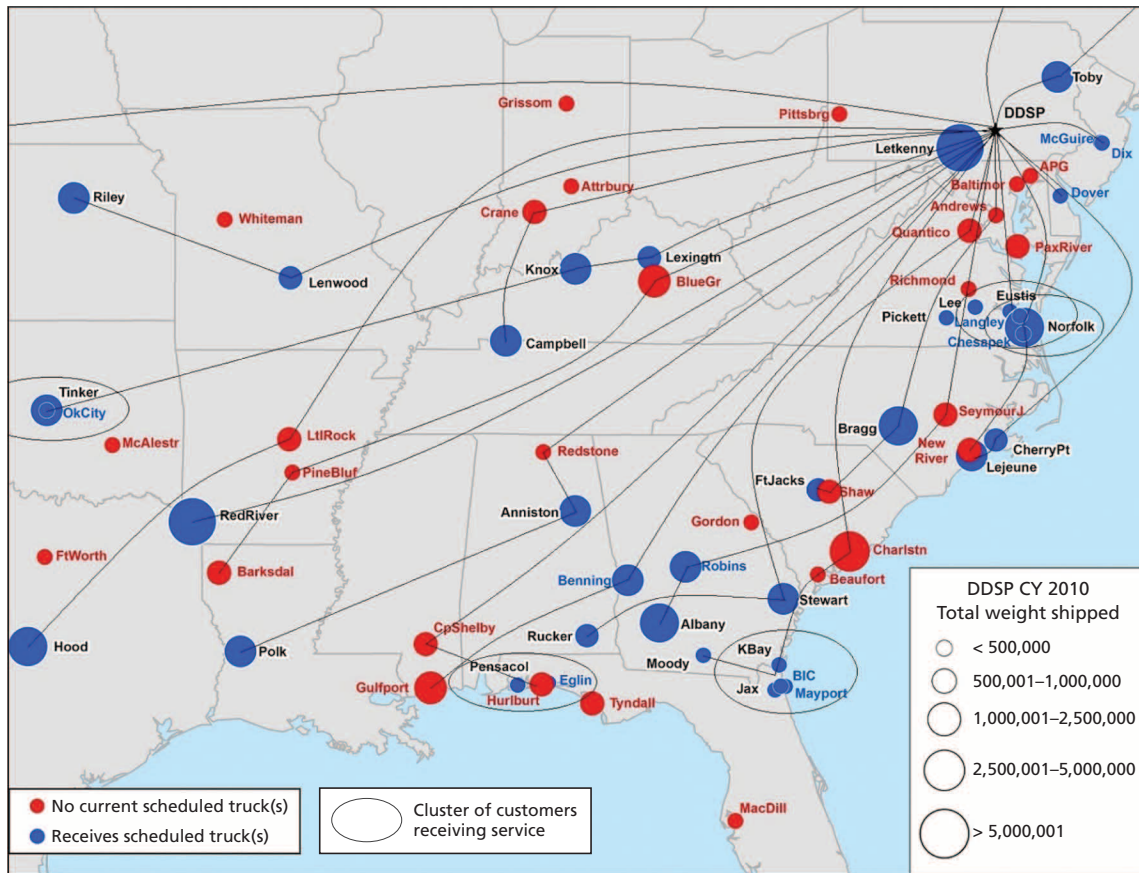 Toby
DDSP
Grissom
Pittsbrg
McGuire
Dix
Letkenny
APG
Baltimor
Dover
Attrbury
Riley
Crane
Andrews
Whiteman
Quantico
PaxRiver
Lexingtn
Knox
BlueGr
Lenwood
Richmond
Eustis
Lee
Pickett
Langley
Norfolk
Chesapek
Campbell
Tinker
OkCity
SeymourJ
McAlestr
LtlRock
Bragg
New
River
CherryPt
Redstone
Lejeune
PineBluf
FtJacks
Shaw
RedRiver
Anniston
Gordon
FtWorth
Charlstn
Barksdal
Benning
Robins
Beaufort
Stewart
Albany
CpShelby
Rucker
Hood
Polk
KBay
Moody
Pensacol
Eglin
BIC
Gulfport
Hurlburt
Jax
Mayport
Tyndall
MacDill
DDSP CY 2010
Total weight shipped
< 500,000
500,001–1,000,000
1,000,001–2,500,000
2,500,001–5,000,000
> 5,000,001
No current scheduled truck(s)
Receives scheduled truck(s)
Cluster of customers
receiving service